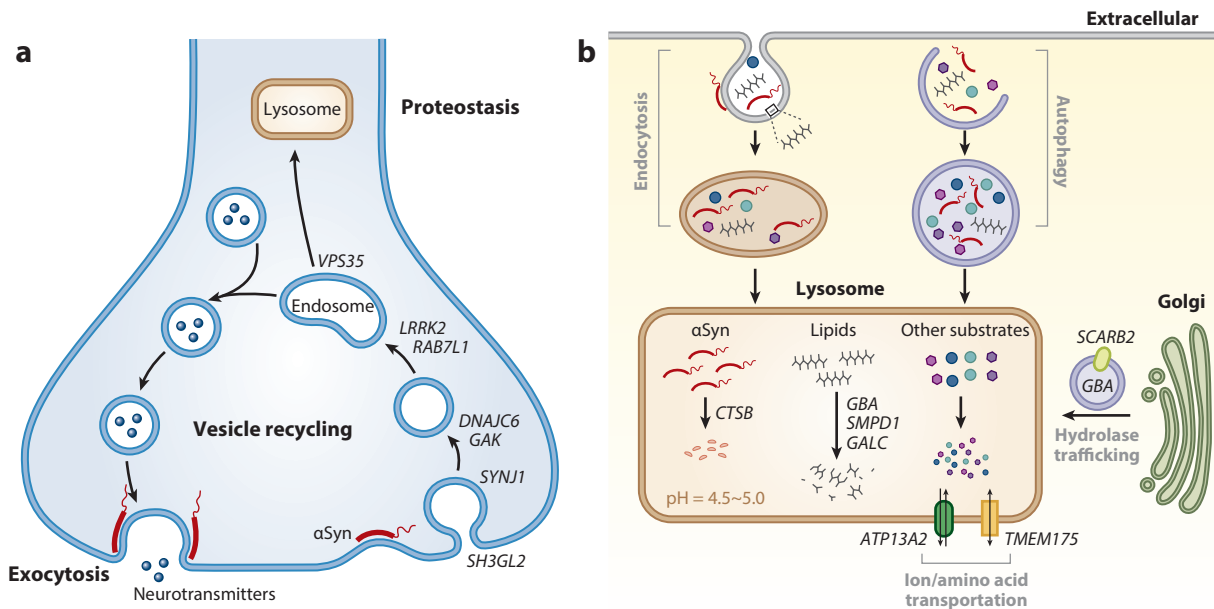 a
Lysosome
Proteostasis
VPS35
Endosome
LRRK2
RAB7L1
Vesicle recycling
DNAJC6
GAK
SYNJ1
αSyn
SH3GL2
Exocytosis
Neurotransmitters
b
Extracellular
Endocytosis
Autophagy
Lysosome
Golgi
αSyn
Lipids
Other substrates
SCARB2
GBA
CTSB
GBA
SMPD1
GALC
Hydrolase
trafficking
pH = 4.5~5.0
ATP13A2
TMEM175
Ion/amino acid
transportation